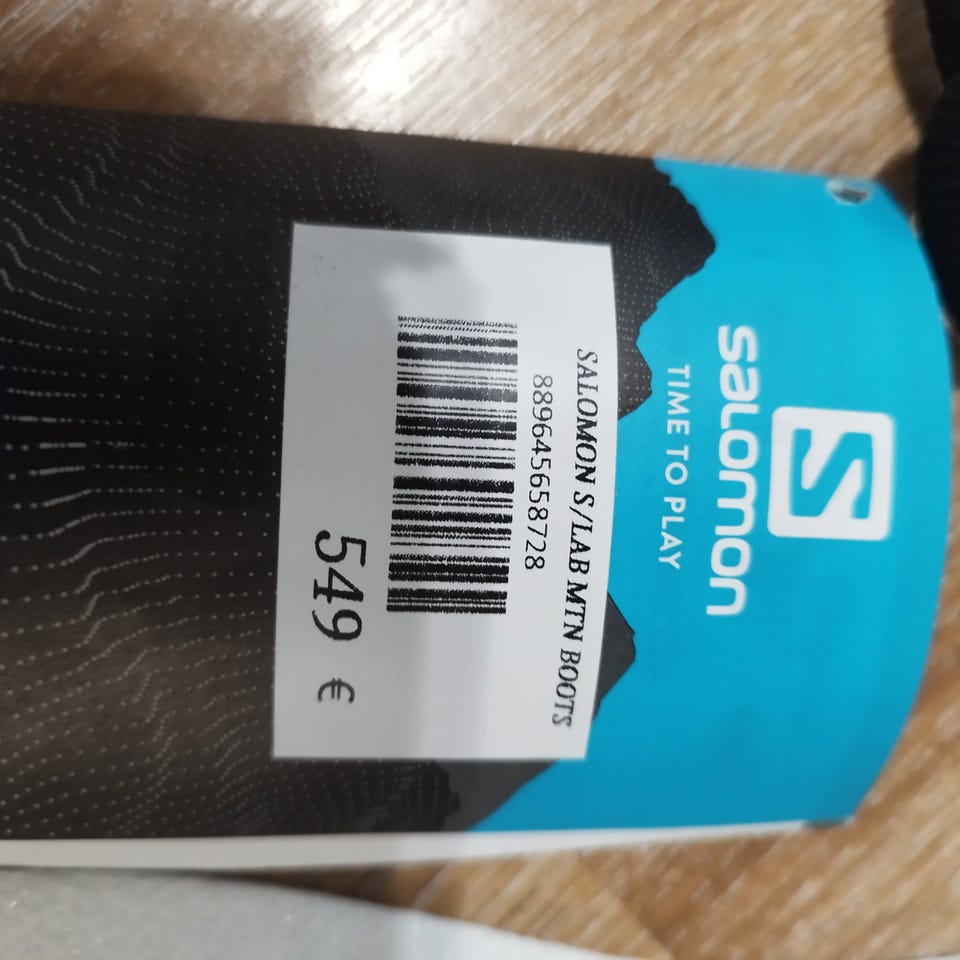 S
salomon
TIME TO PLAY
SALOMON S/LAB MTN BOOTS
889645658728
549 €